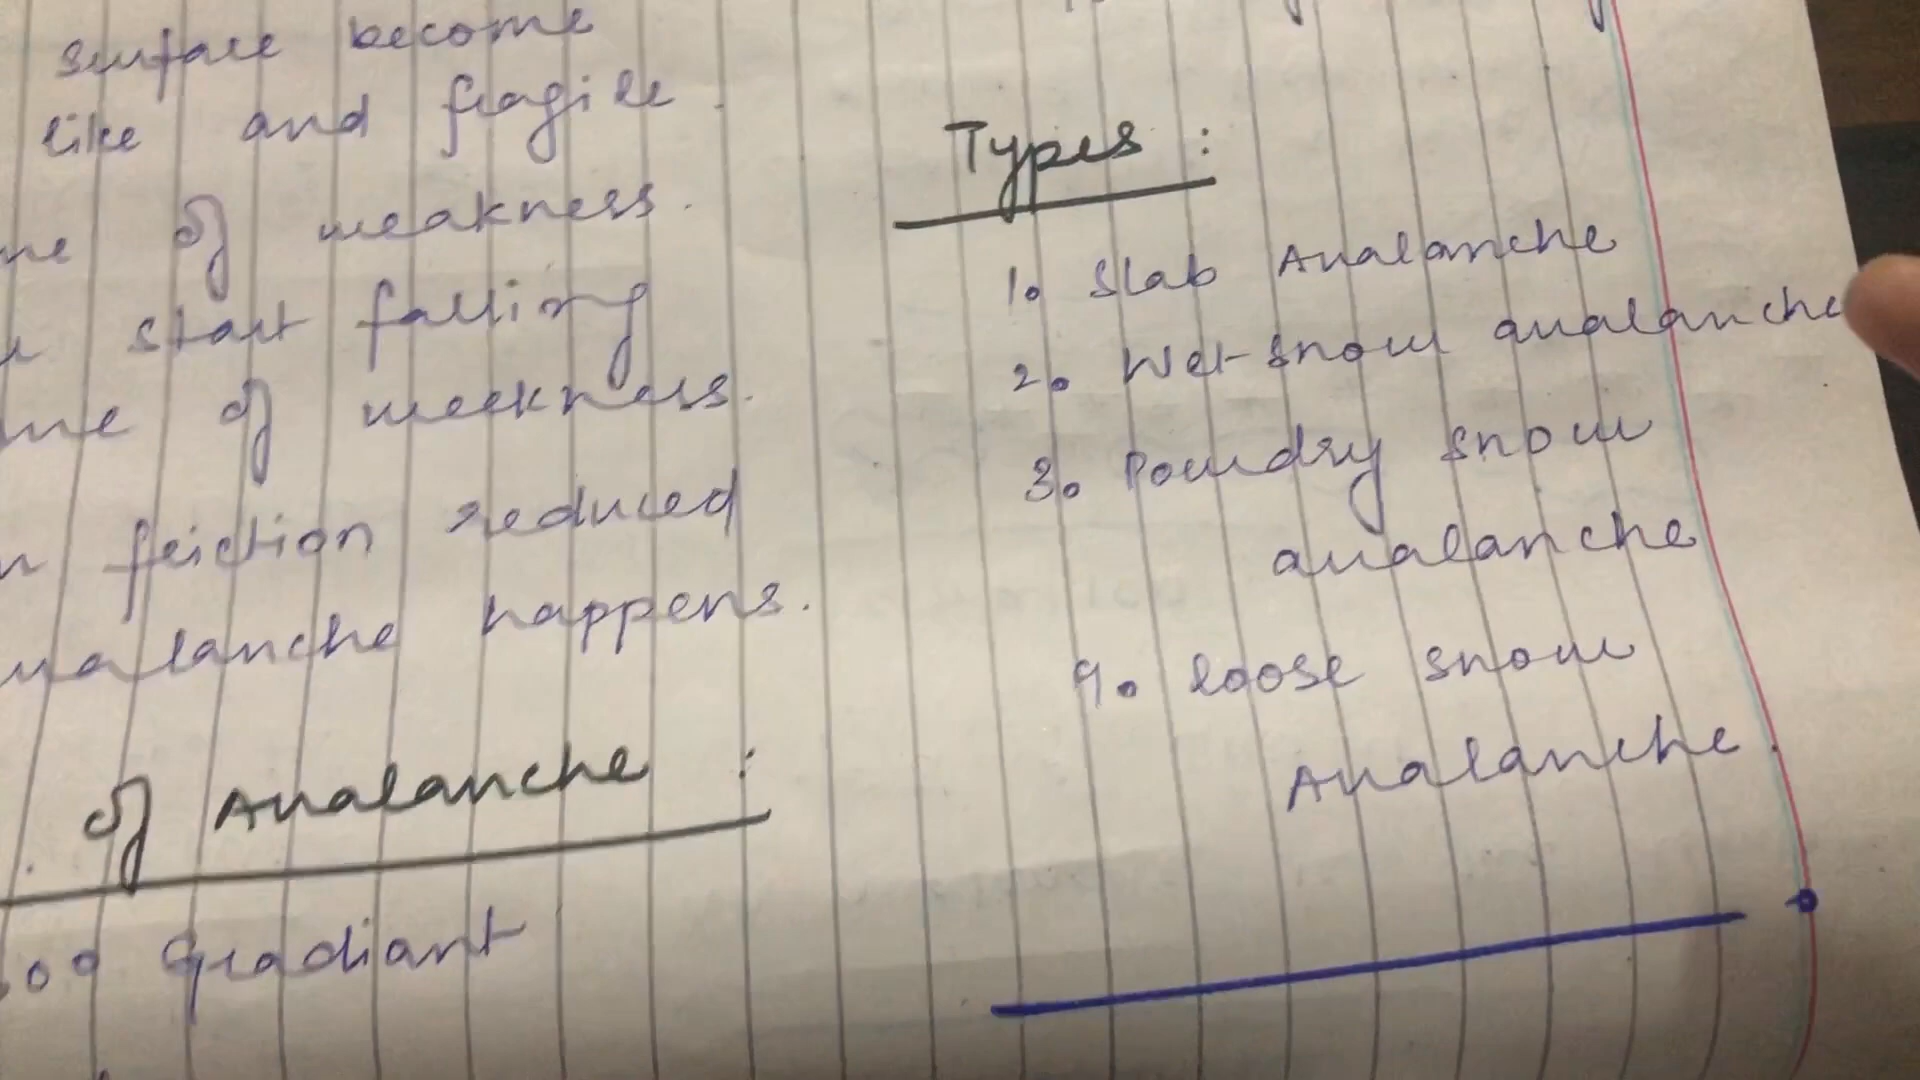 surface become
like and fragile.
of weakness.
start falling
of weekness.
friction reduced
happens.
of Avalanche :
Gradiant
Types :
1. Slab Avalanche
2. Wet-snow avalanche
3. Powdry snow
avalanche
4. loose snow
Avalanche.